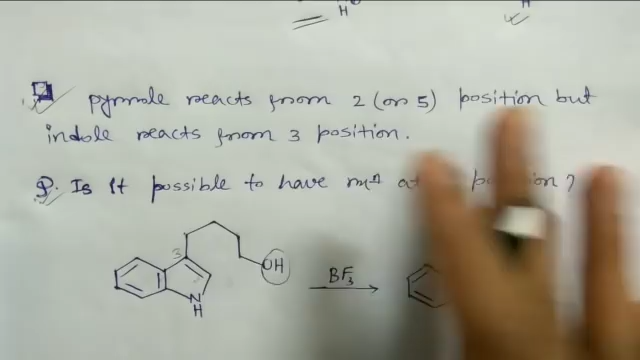 H
H
pyrrole reacts from 2 (or 5) position but
indole reacts from 3 position.
Q. Is it possible to have rxⁿ at position?
3
OH
BF₃
N
H